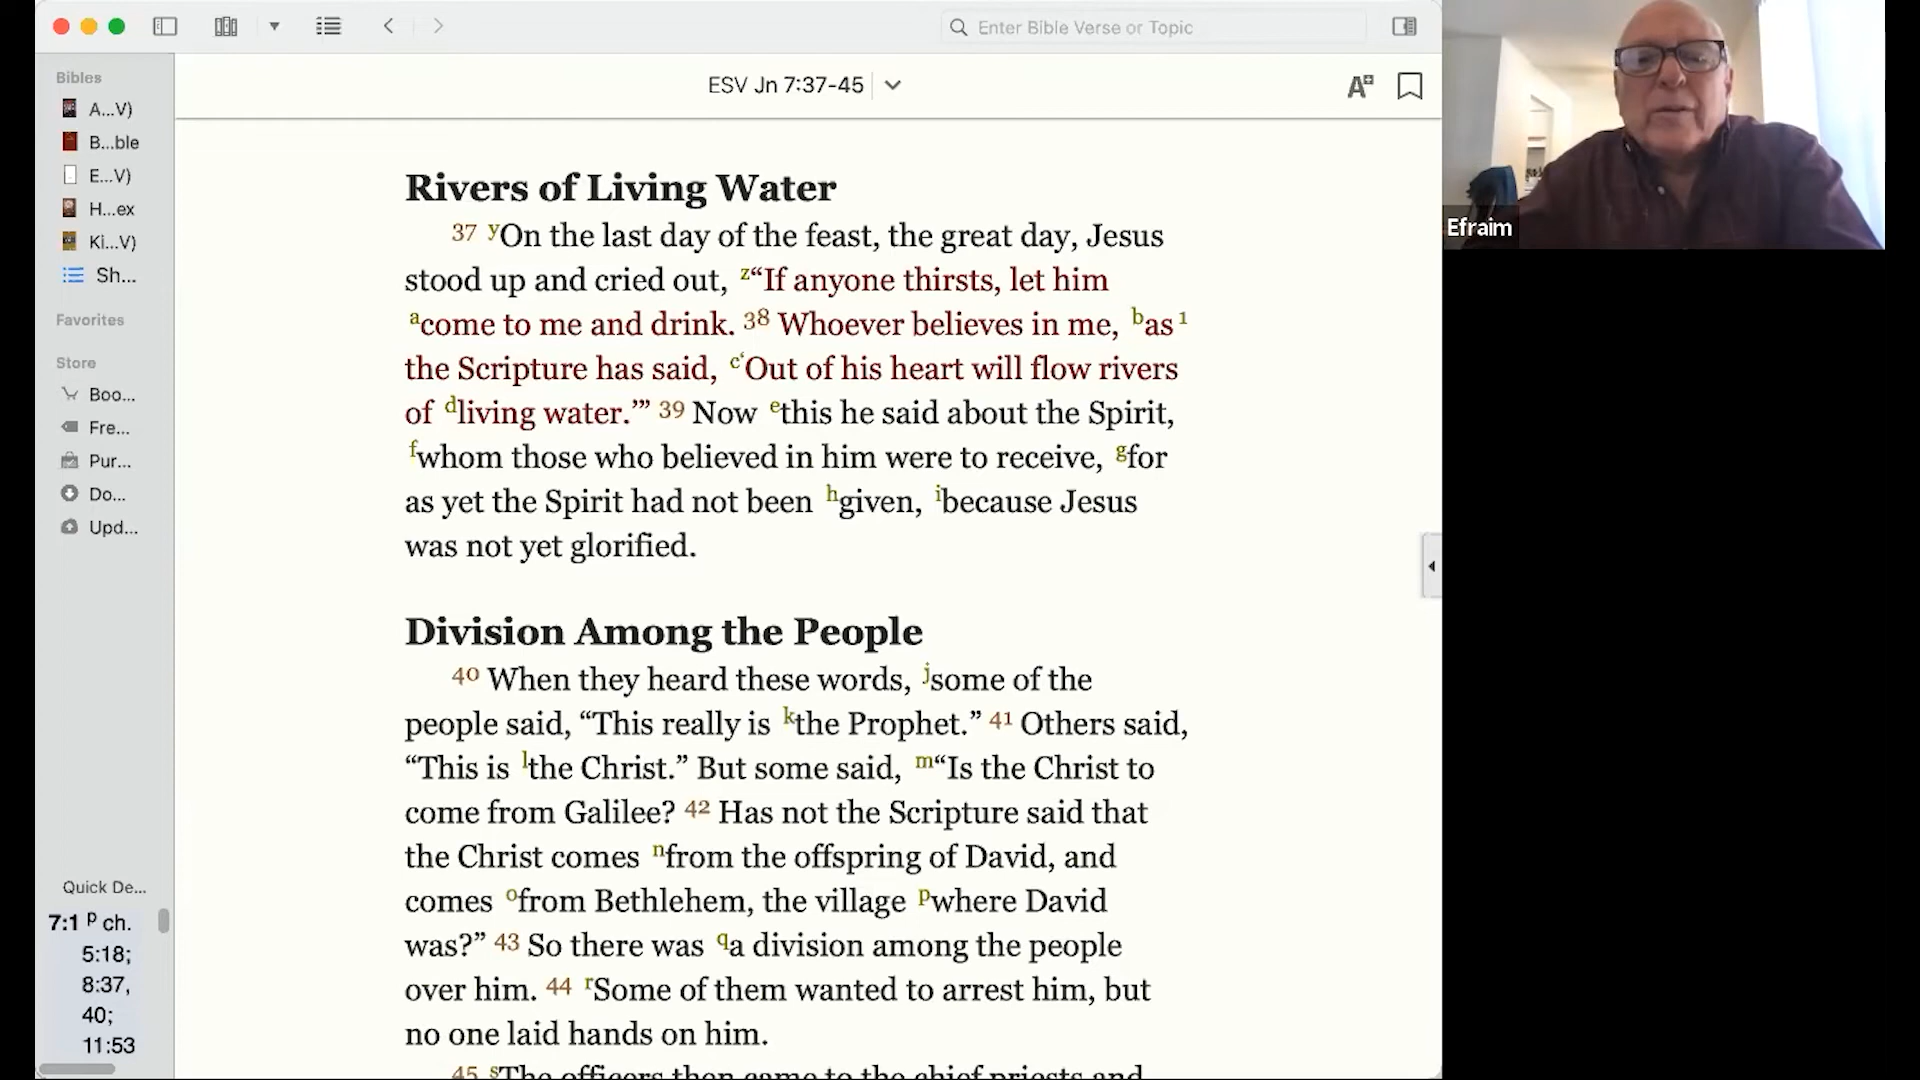 Enter Bible Verse or Topic
Bibles
A...V)
B...ble
E...V)
H...ex
Ki...V)
Sh...
Favorites
Store
Boo...
Fre...
Pur...
Do...
Upd...
Quick De...
7:1 p ch.
5:18;
8:37,
40;
11:53
ESV Jn 7:37-45
Rivers of Living Water
37 yOn the last day of the feast, the great day, Jesus
stood up and cried out, z“If anyone thirsts, let him
acome to me and drink. 38 Whoever believes in me, bas 1
the Scripture has said, c‘Out of his heart will flow rivers
of dliving water.’” 39 Now ethis he said about the Spirit,
fwhom those who believed in him were to receive, gfor
as yet the Spirit had not been hgiven, ibecause Jesus
was not yet glorified.
Division Among the People
40 When they heard these words, jsome of the
people said, “This really is kthe Prophet.” 41 Others said,
“This is lthe Christ.” But some said, m“Is the Christ to
come from Galilee? 42 Has not the Scripture said that
the Christ comes nfrom the offspring of David, and
comes ofrom Bethlehem, the village pwhere David
was?” 43 So there was qa division among the people
over him. 44 rSome of them wanted to arrest him, but
no one laid hands on him.
45 sThe officers then came to the chief priests and
Efraim